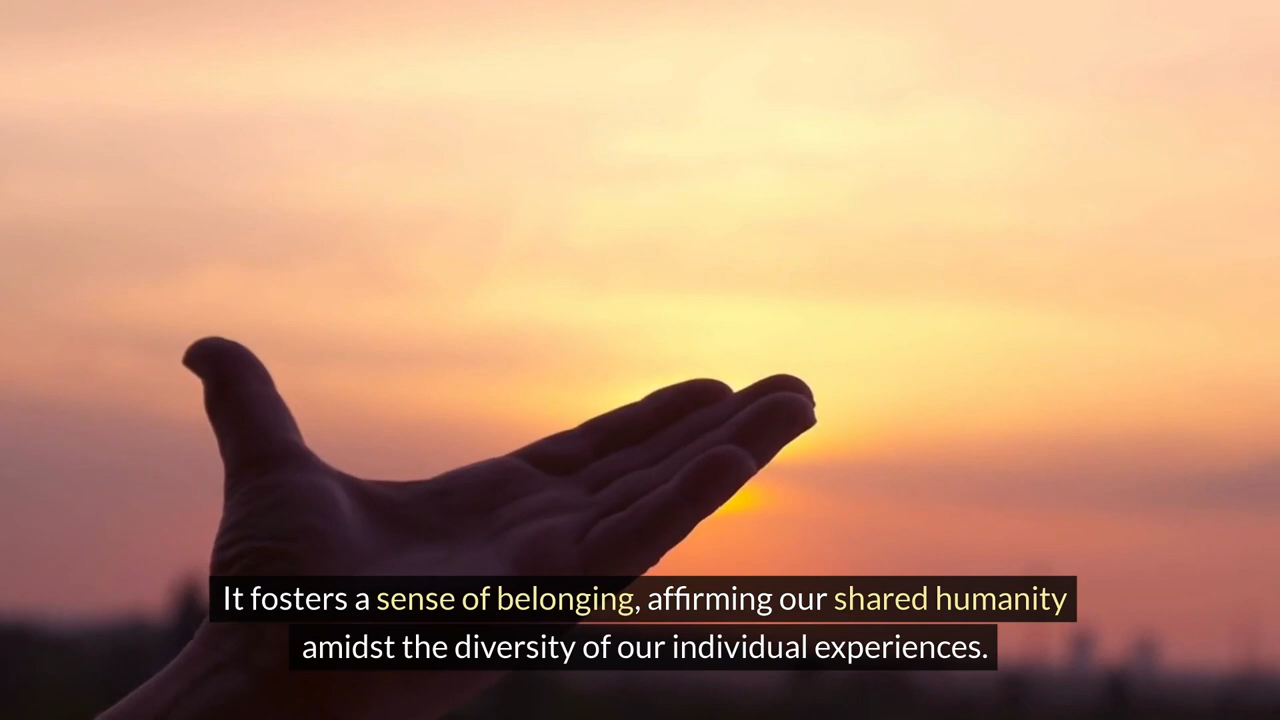 It fosters a sense of belonging, affirming our shared humanity
amidst the diversity of our individual experiences.